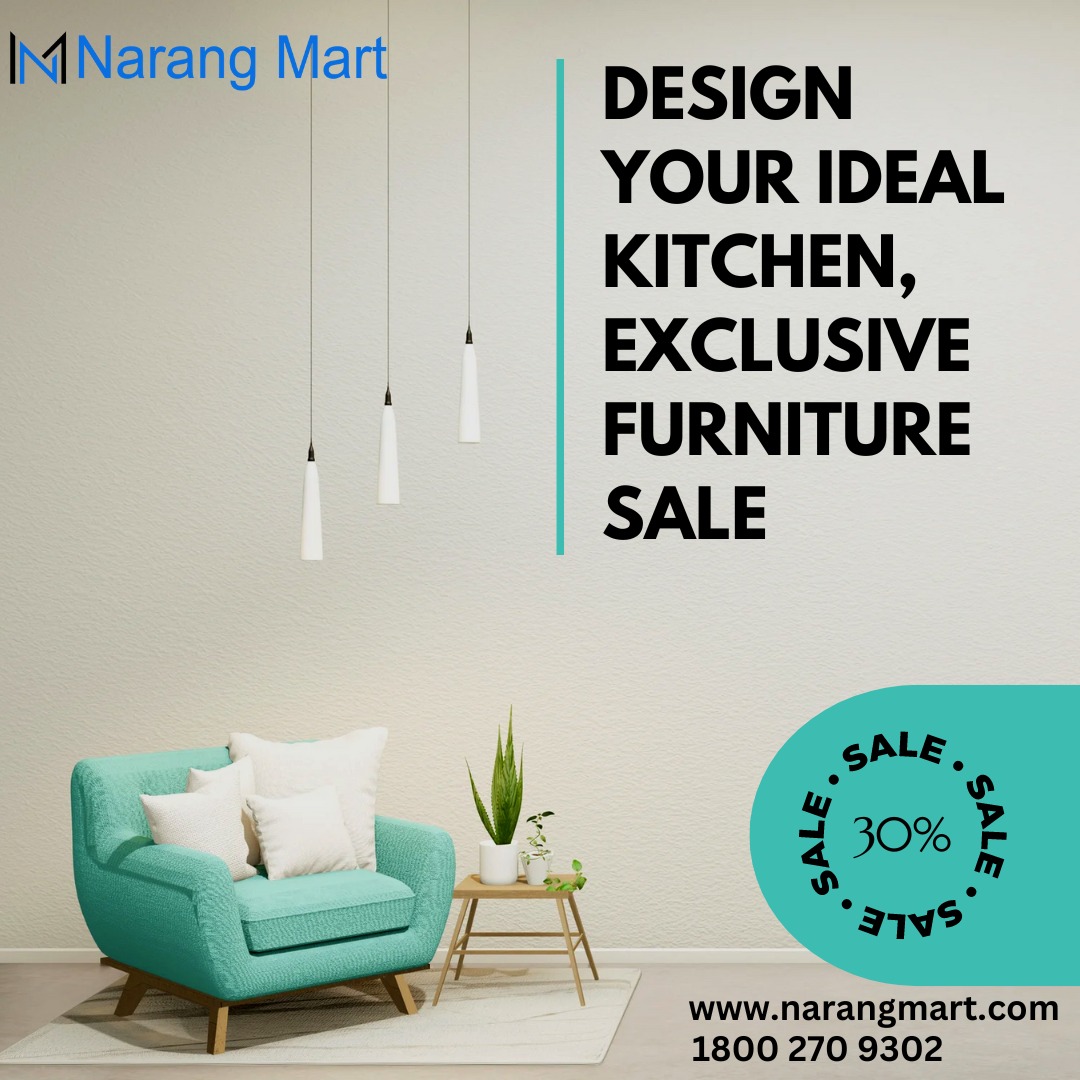 Narang Mart
DESIGN
YOUR IDEAL
KITCHEN,
EXCLUSIVE
FURNITURE
SALE
SALE • SALE • SALE • SALE • SALE •
30%
www.narangmart.com
1800 270 9302